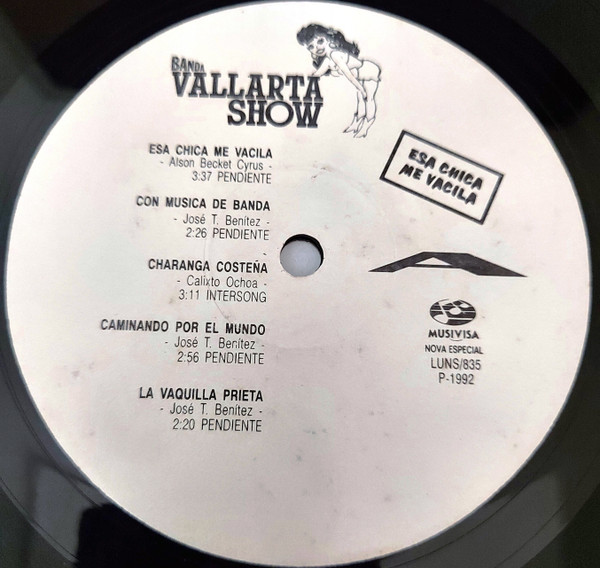 BANDA
VALLARTA
SHOW
ESA CHICA ME VACILA
- Alson Becket Cyrus -
3:37 PENDIENTE
CON MUSICA DE BANDA
- José T. Benítez -
2:26 PENDIENTE
CHARANGA COSTEÑA
- Calixto Ochoa -
3:11 INTERSONG
CAMINANDO POR EL MUNDO
- José T. Benítez -
2:56 PENDIENTE
LA VAQUILLA PRIETA
- José T. Benítez -
2:20 PENDIENTE
ESA CHICA
ME VACILA
A
MUSIVISA
NOVA ESPECIAL
LUNS/835
P-1992